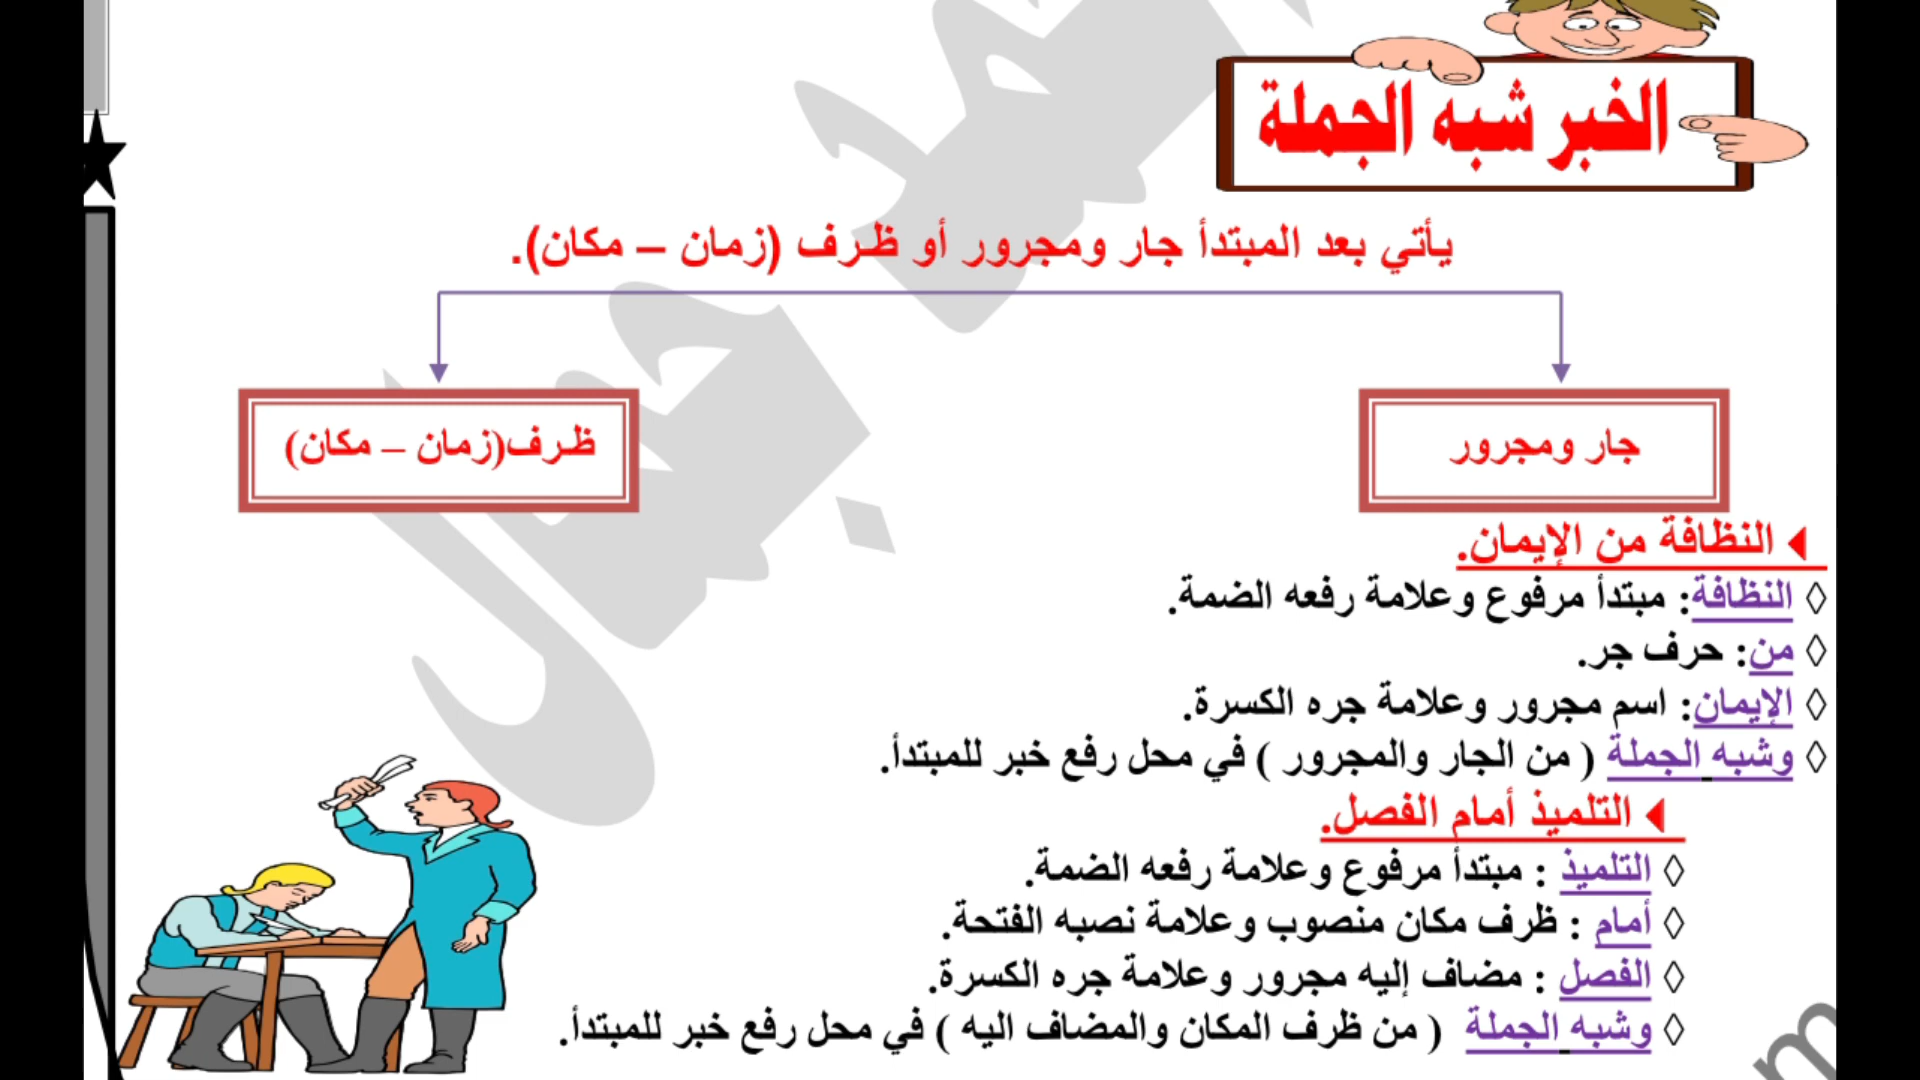 الخبر شبه الجملة
يأتي بعد المبتدأ جار ومجرور أو ظرف (زمان – مكان).
جار ومجرور
ظرف(زمان – مكان)
النظافة من الإيمان.
النظافة: مبتدأ مرفوع وعلامة رفعه الضمة.
من: حرف جر.
الإيمان: اسم مجرور وعلامة جره الكسرة.
وشبه الجملة ( من الجار والمجرور ) في محل رفع خبر للمبتدأ.
التلميذ أمام الفصل.
التلميذ : مبتدأ مرفوع وعلامة رفعه الضمة.
أمام : ظرف مكان منصوب وعلامة نصبه الفتحة.
الفصل : مضاف إليه مجرور وعلامة جره الكسرة.
وشبه الجملة ( من ظرف المكان والمضاف اليه ) في محل رفع خبر للمبتدأ.